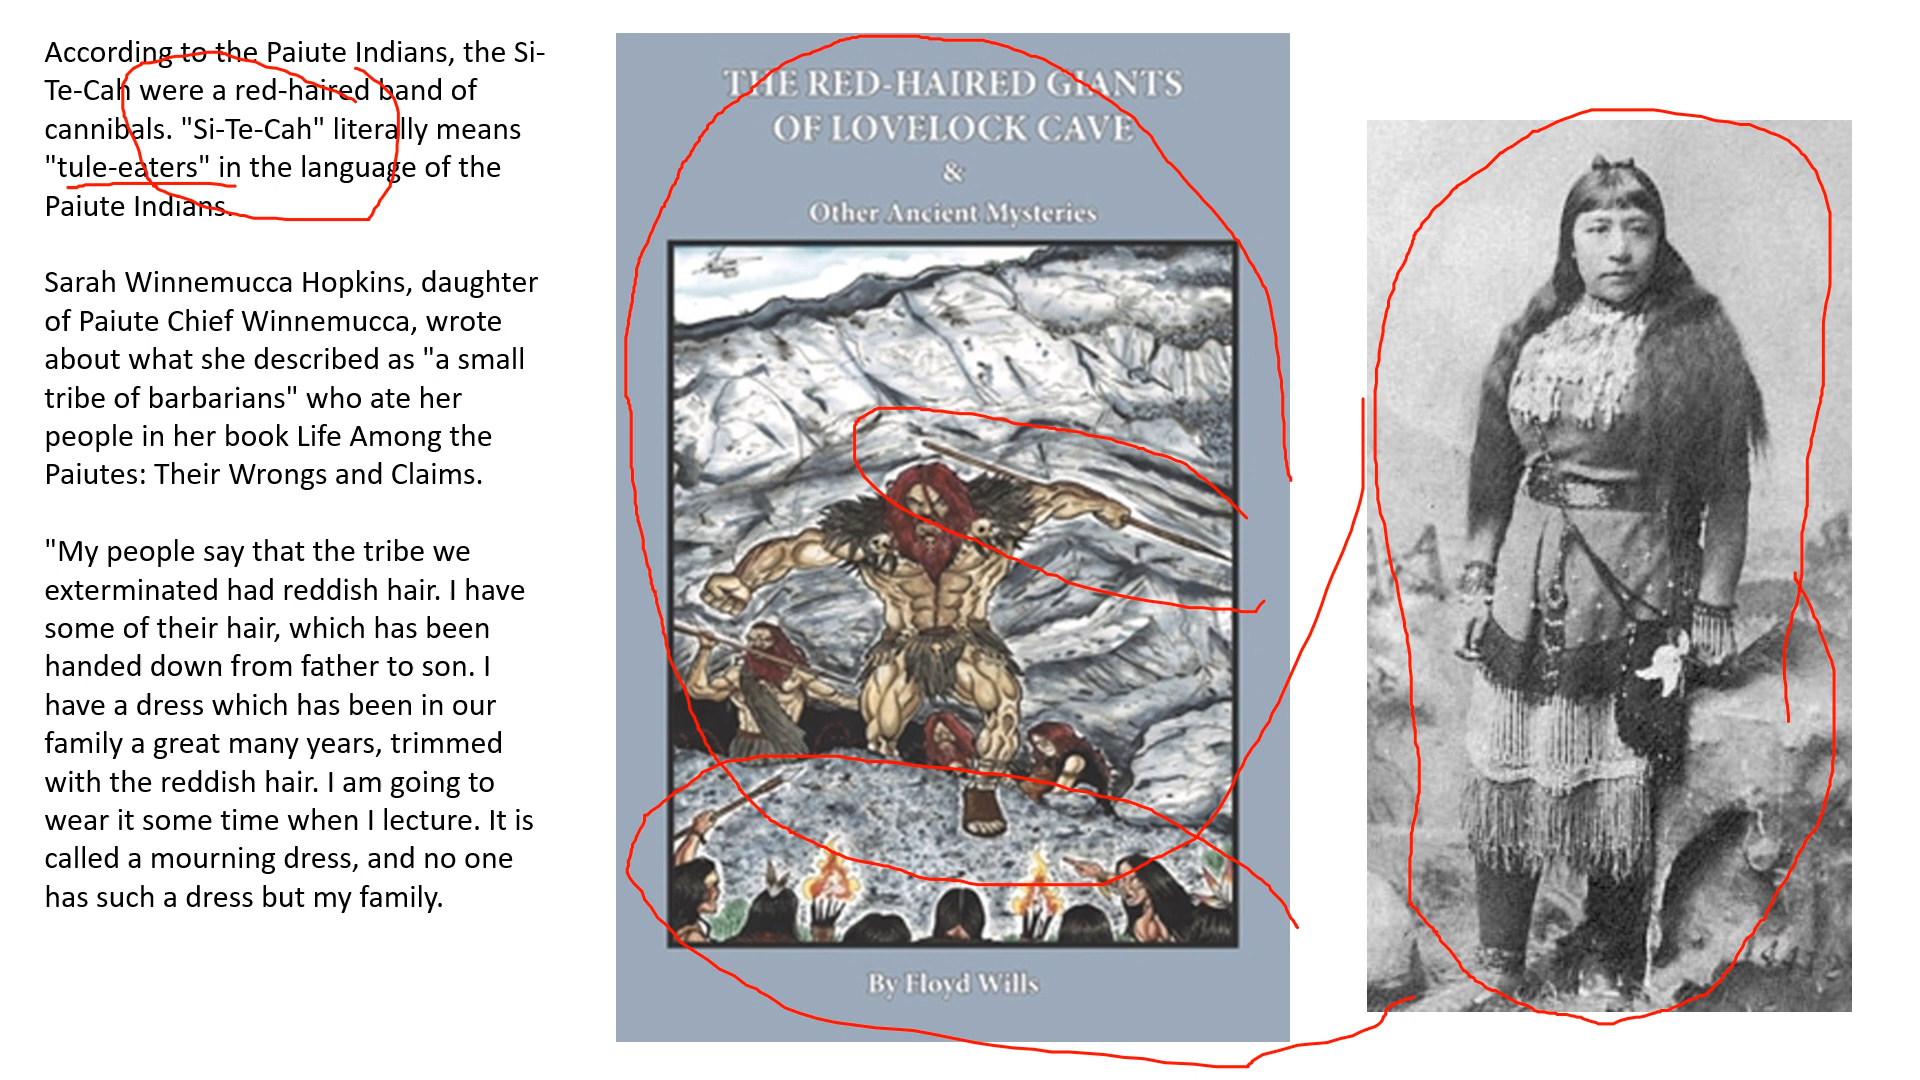 According to the Paiute Indians, the Si-
Te-Cah were a red-haired band of
cannibals. "Si-Te-Cah" literally means
"tule-eaters" in the language of the
Paiute Indians.
Sarah Winnemucca Hopkins, daughter
of Paiute Chief Winnemucca, wrote
about what she described as "a small
tribe of barbarians" who ate her
people in her book Life Among the
Paiutes: Their Wrongs and Claims.
"My people say that the tribe we
exterminated had reddish hair. I have
some of their hair, which has been
handed down from father to son. I
have a dress which has been in our
family a great many years, trimmed
with the reddish hair. I am going to
wear it some time when I lecture. It is
called a mourning dress, and no one
has such a dress but my family.
THE RED-HAIRED GIANTS
OF LOVELOCK CAVE
&
Other Ancient Mysteries
By Floyd Wills